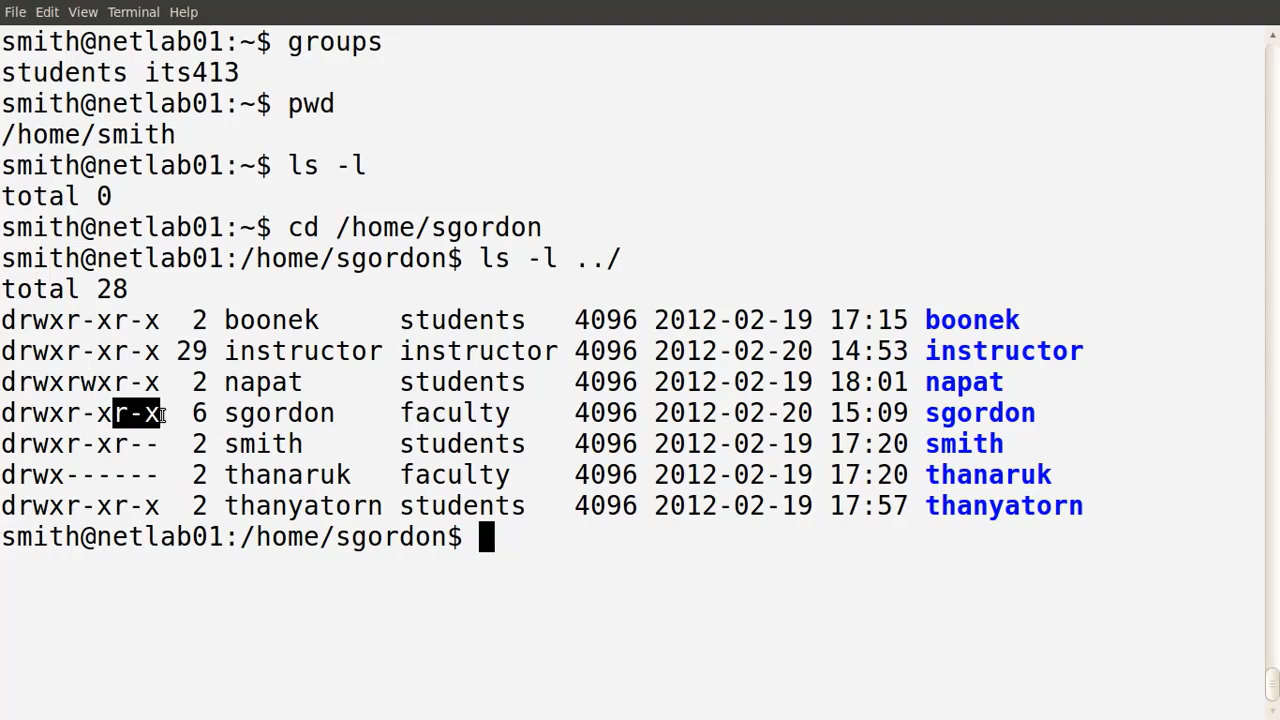 File Edit View Terminal Help
smith@netlab01:~$ groups
students its413
smith@netlab01:~$ pwd
/home/smith
smith@netlab01:~$ ls -l
total 0
smith@netlab01:~$ cd /home/sgordon
smith@netlab01:/home/sgordon$ ls -l ../
total 28
drwxr-xr-x  2 boonek     students   4096 2012-02-19 17:15 boonek
drwxr-xr-x 29 instructor instructor 4096 2012-02-20 14:53 instructor
drwxrwxr-x  2 napat      students   4096 2012-02-19 18:01 napat
drwxr-xr-x  6 sgordon    faculty    4096 2012-02-20 15:09 sgordon
drwxr-xr--  2 smith      students   4096 2012-02-19 17:20 smith
drwx------  2 thanaruk   faculty    4096 2012-02-19 17:20 thanaruk
drwxr-xr-x  2 thanyatorn students   4096 2012-02-19 17:57 thanyatorn
smith@netlab01:/home/sgordon$